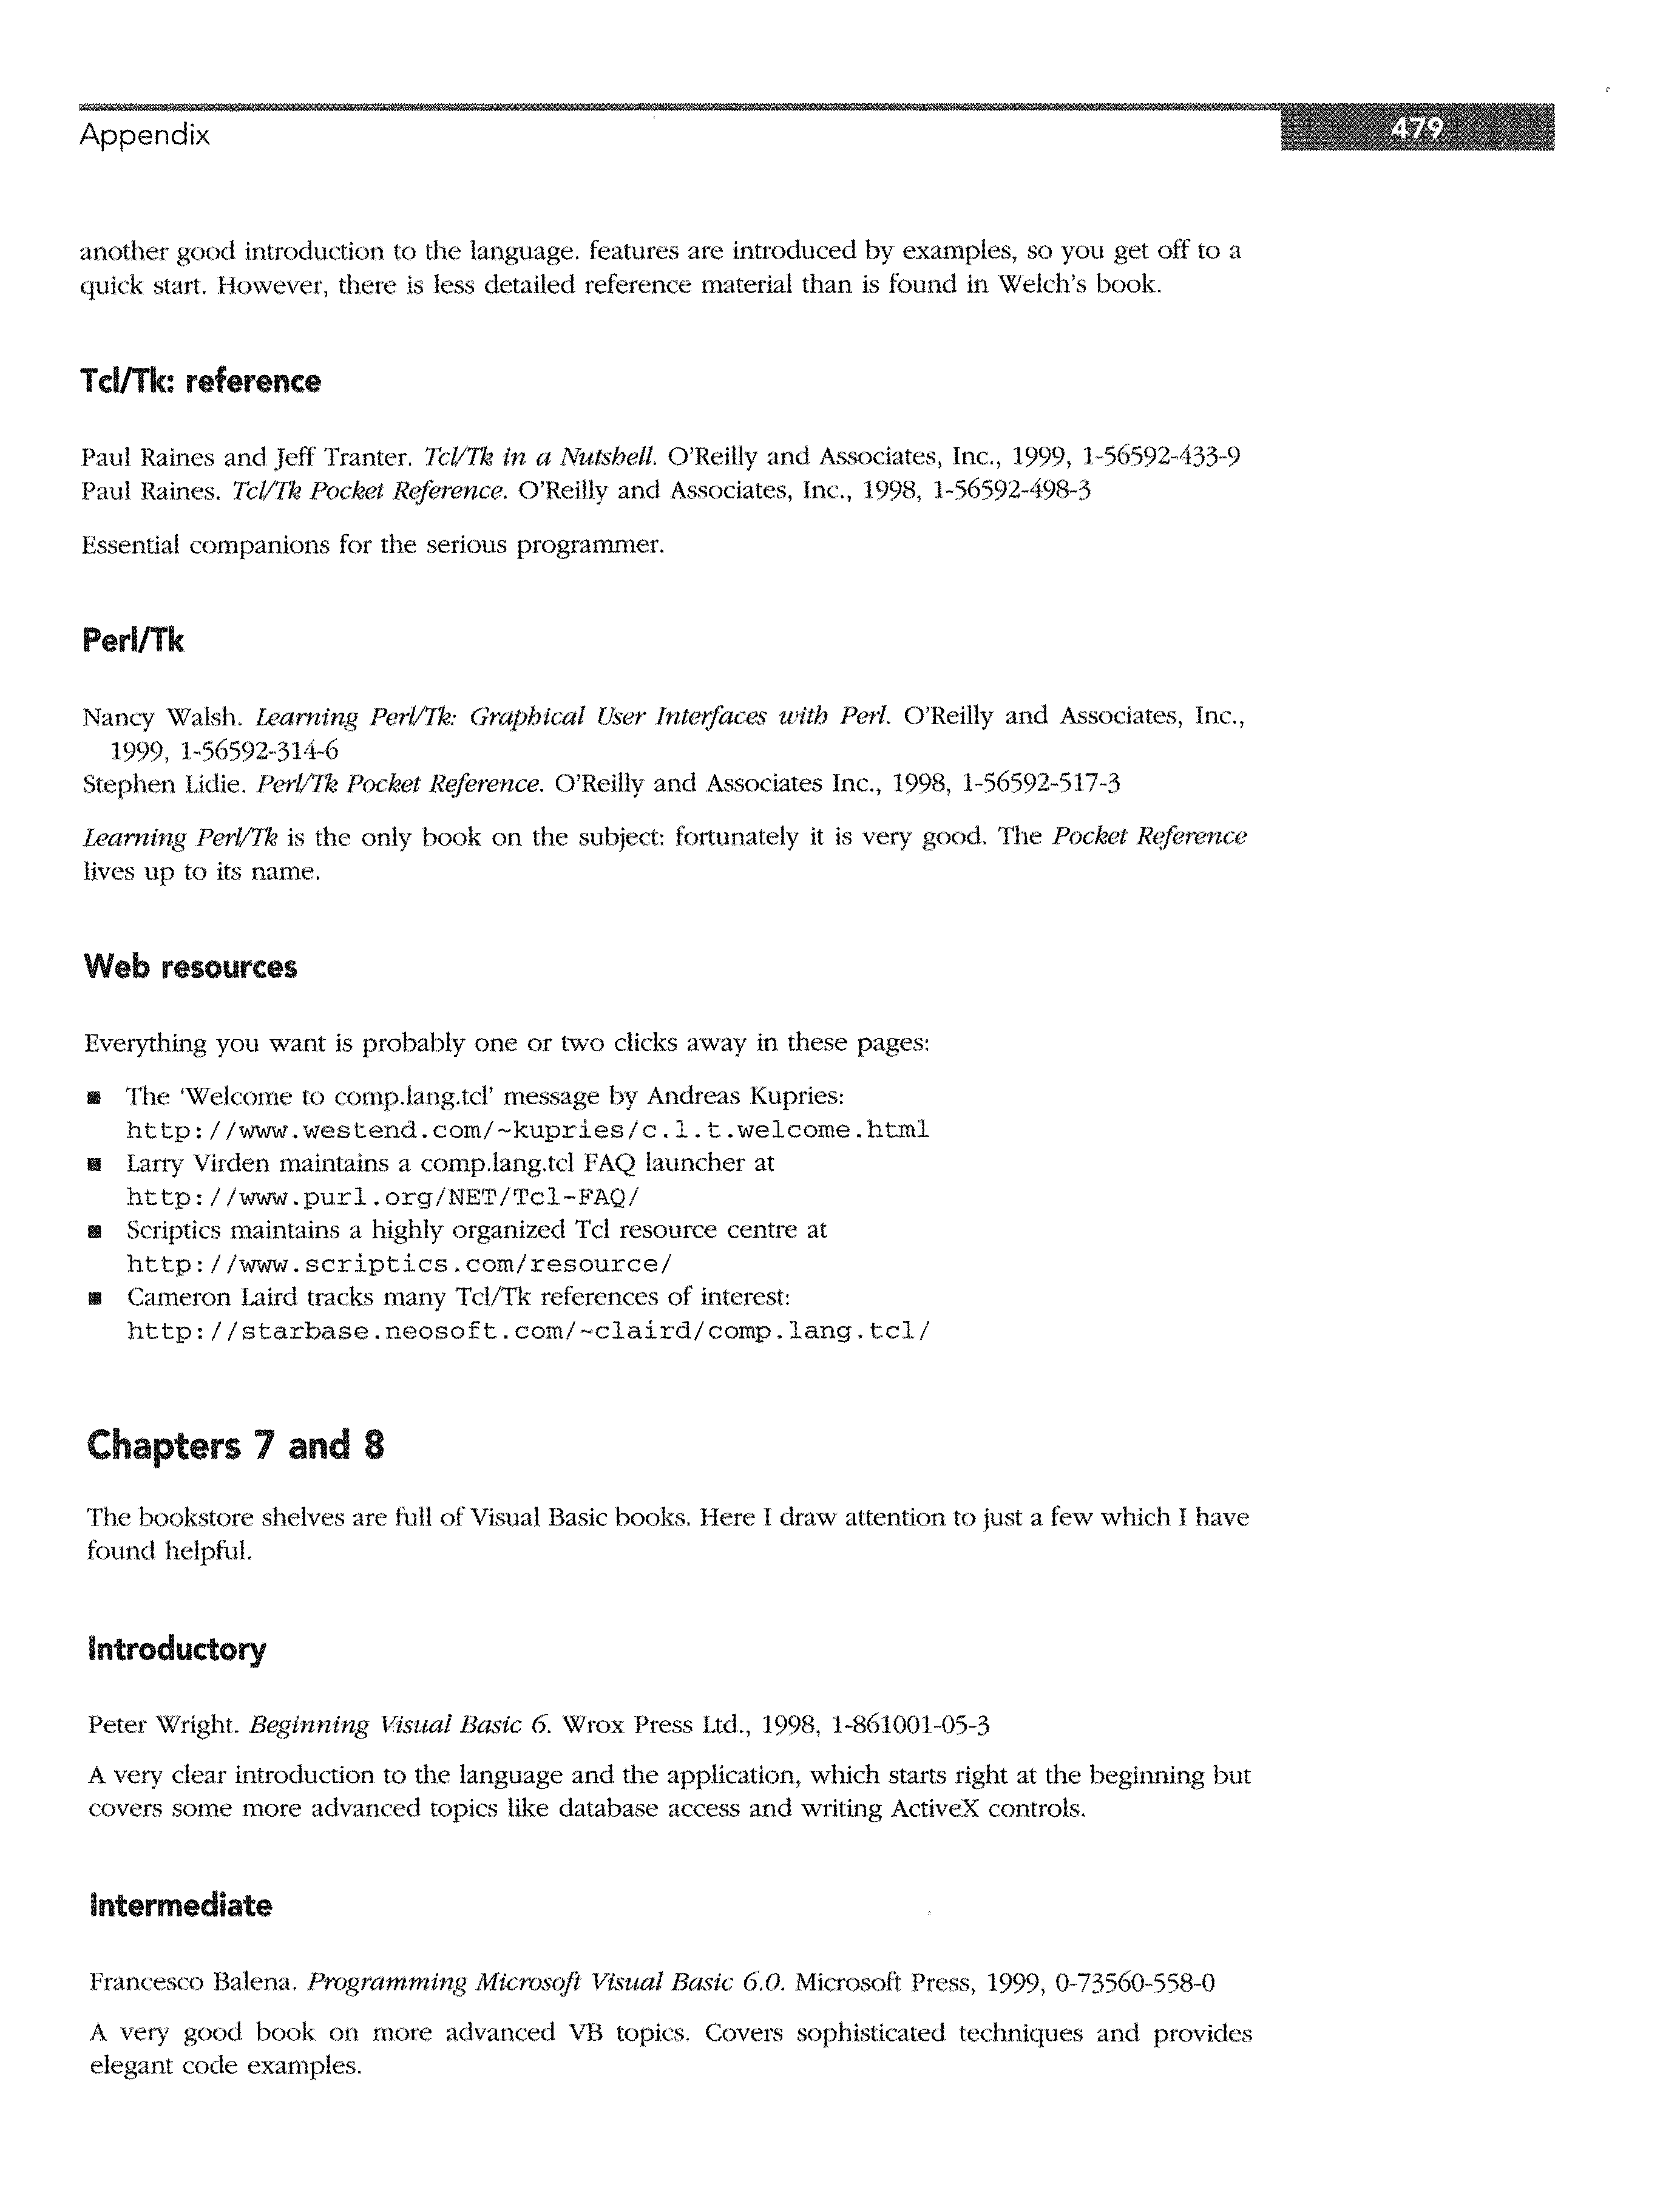 Appendix
479
another good introduction to the language. features are introduced by examples, so you get off to a
quick start. However, there is less detailed reference material than is found in Welch's book.
Tcl/Tk: reference
Paul Raines and Jeff Tranter. Tcl/Tk in a Nutshell. O'Reilly and Associates, Inc., 1999, 1-56592-433-9
Paul Raines. Tcl/Tk Pocket Reference. O'Reilly and Associates, Inc., 1998, 1-56592-498-3
Essential companions for the serious programmer.
Perl/Tk
Nancy Walsh. Learning Perl/Tk: Graphical User Interfaces with Perl. O'Reilly and Associates, Inc.,
1999, 1-56592-314-6
Stephen Lidie. Perl/Tk Pocket Reference. O'Reilly and Associates Inc., 1998, 1-56592-517-3
Learning Perl/Tk is the only book on the subject: fortunately it is very good. The Pocket Reference
lives up to its name.
Web resources
Everything you want is probably one or two clicks away in these pages:
■ The 'Welcome to comp.lang.tcl' message by Andreas Kupries:
http://www.westend.com/~kupries/c.l.t.welcome.html
■ Larry Virden maintains a comp.lang.tcl FAQ launcher at
http://www.purl.org/NET/Tcl-FAQ/
■ Scriptics maintains a highly organized Tcl resource centre at
http://www.scriptics.com/resource/
■ Cameron Laird tracks many Tcl/Tk references of interest:
http://starbase.neosoft.com/~claird/comp.lang.tcl/
Chapters 7 and 8
The bookstore shelves are full of Visual Basic books. Here I draw attention to just a few which I have
found helpful.
Introductory
Peter Wright. Beginning Visual Basic 6. Wrox Press Ltd., 1998, 1-861001-05-3
A very clear introduction to the language and the application, which starts right at the beginning but
covers some more advanced topics like database access and writing ActiveX controls.
Intermediate
Francesco Balena. Programming Microsoft Visual Basic 6.0. Microsoft Press, 1999, 0-73560-558-0
A very good book on more advanced VB topics. Covers sophisticated techniques and provides
elegant code examples.